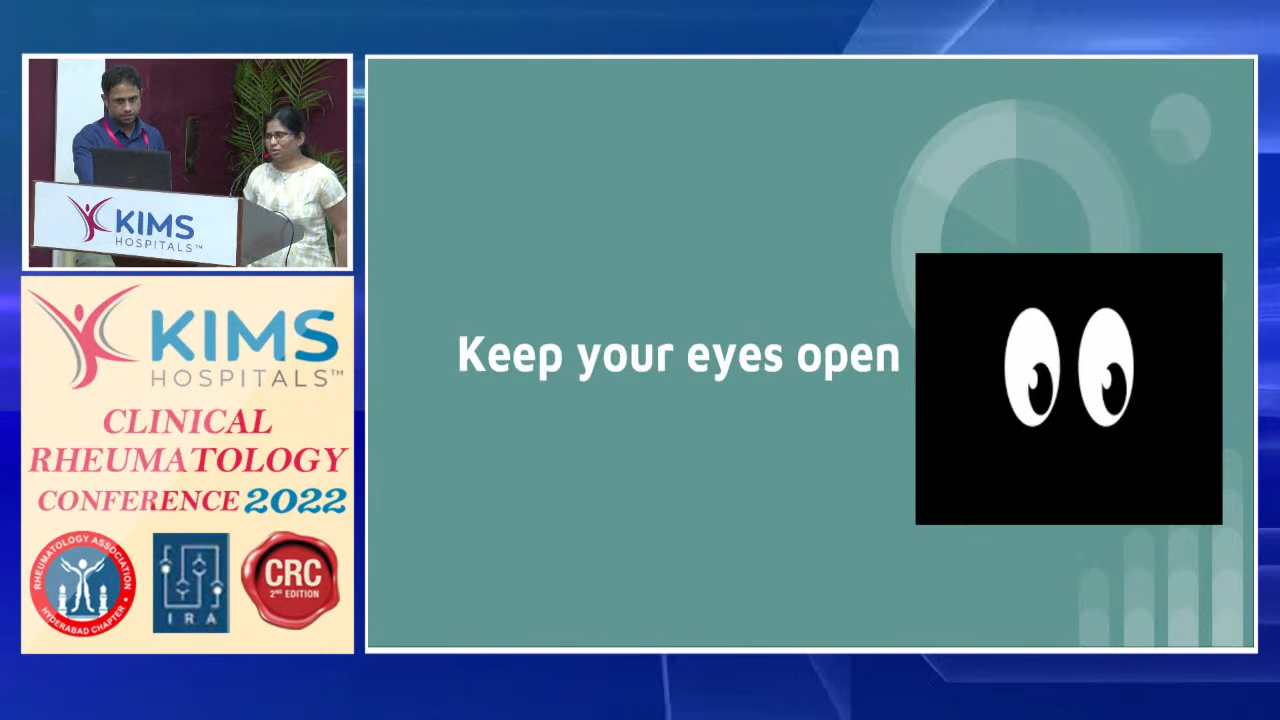 KIMS
HOSPITALS™
KIMS
HOSPITALS™
CLINICAL
RHEUMATOLOGY
CONFERENCE 2022
RHEUMATOLOGY ASSOCIATION
HYDERABAD CHAPTER
IRA
CRC
2ND EDITION
Keep your eyes open